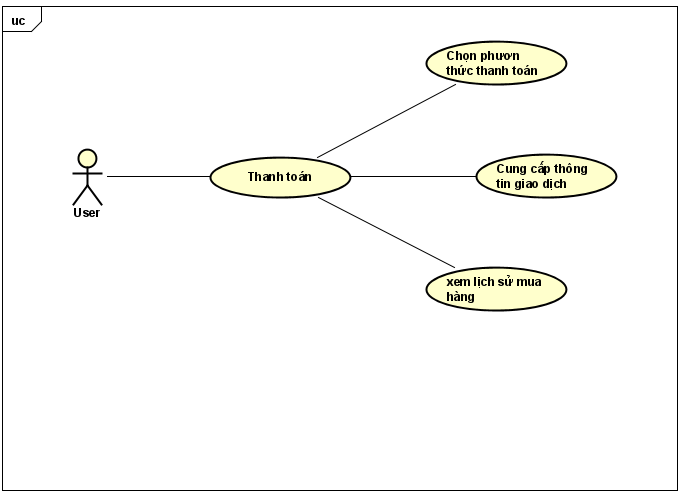 uc
Chọn phươn
thức thanh toán
Thanh toán
Cung cấp thông
tin giao dịch
User
xem lịch sử mua
hàng